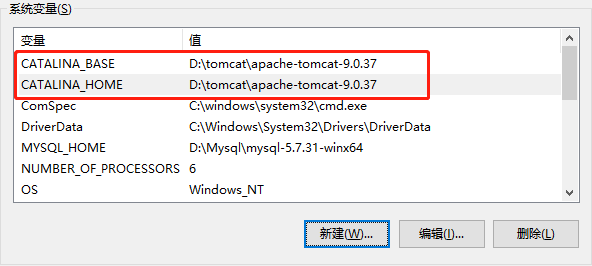 系统变量(S)
变量 值
CATALINA_BASE D:\tomcat\apache-tomcat-9.0.37
CATALINA_HOME D:\tomcat\apache-tomcat-9.0.37
ComSpec C:\windows\system32\cmd.exe
DriverData C:\Windows\System32\Drivers\DriverData
MYSQL_HOME D:\Mysql\mysql-5.7.31-winx64
NUMBER_OF_PROCESSORS 6
OS Windows_NT
新建(W)... 编辑(I)... 删除(L)